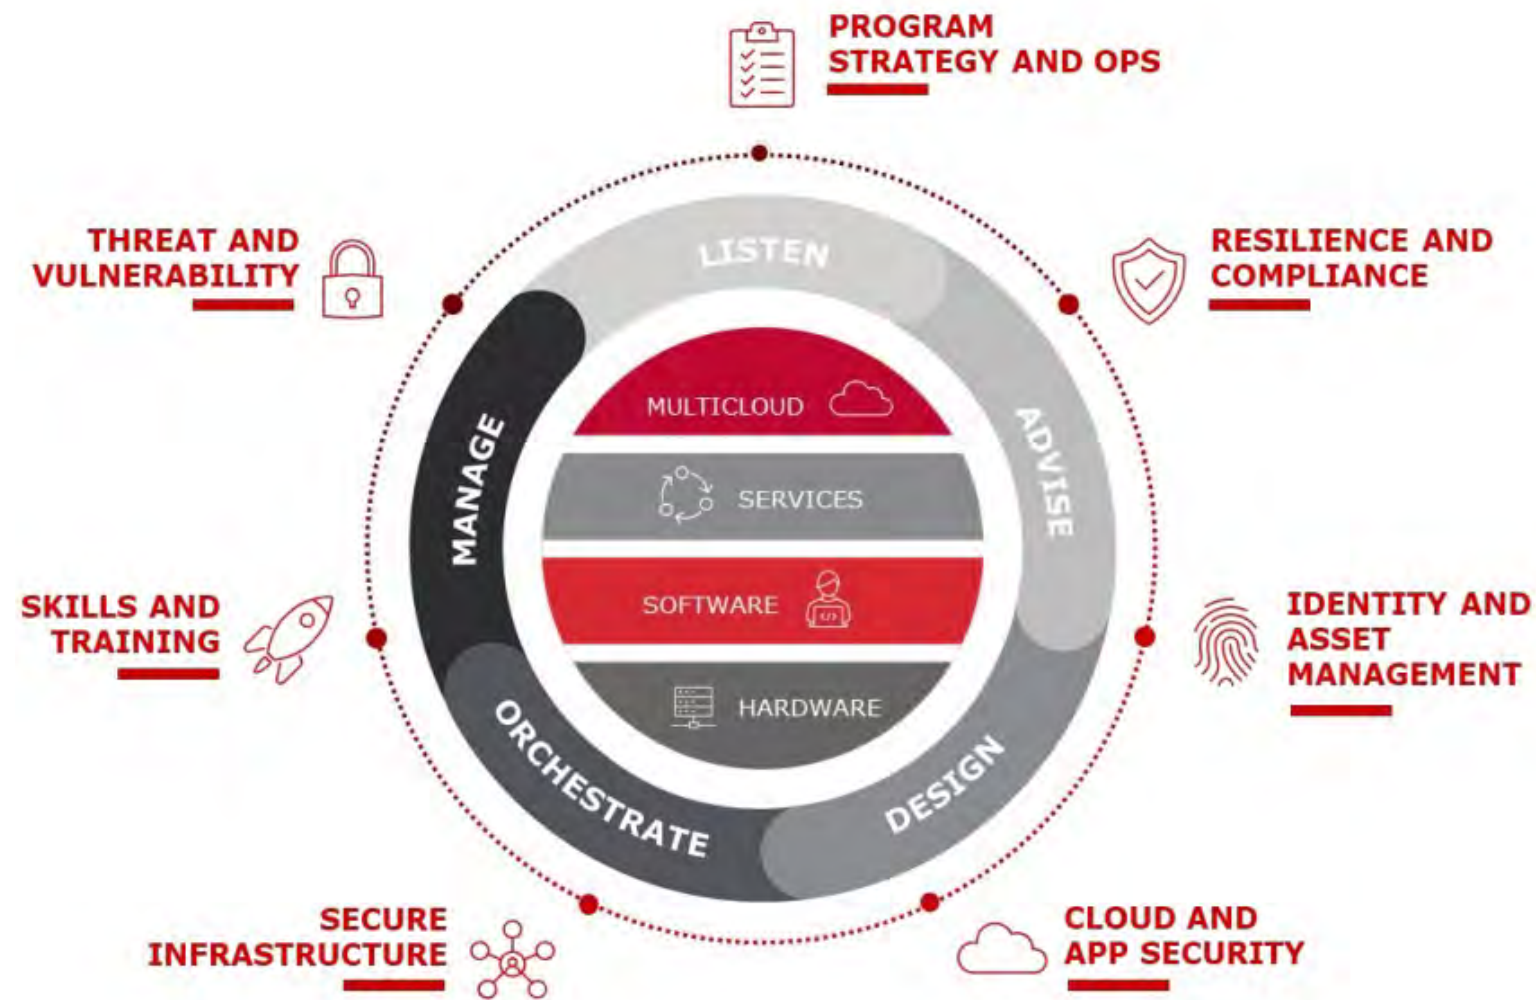 PROGRAM
STRATEGY AND OPS
THREAT AND
VULNERABILITY
RESILIENCE AND
COMPLIANCE
LISTEN
ADVISE
MANAGE
MULTICLOUD
SERVICES
SOFTWARE
</>
HARDWARE
SKILLS AND
TRAINING
IDENTITY AND
ASSET
MANAGEMENT
ORCHESTRATE
DESIGN
SECURE
INFRASTRUCTURE
CLOUD AND
APP SECURITY